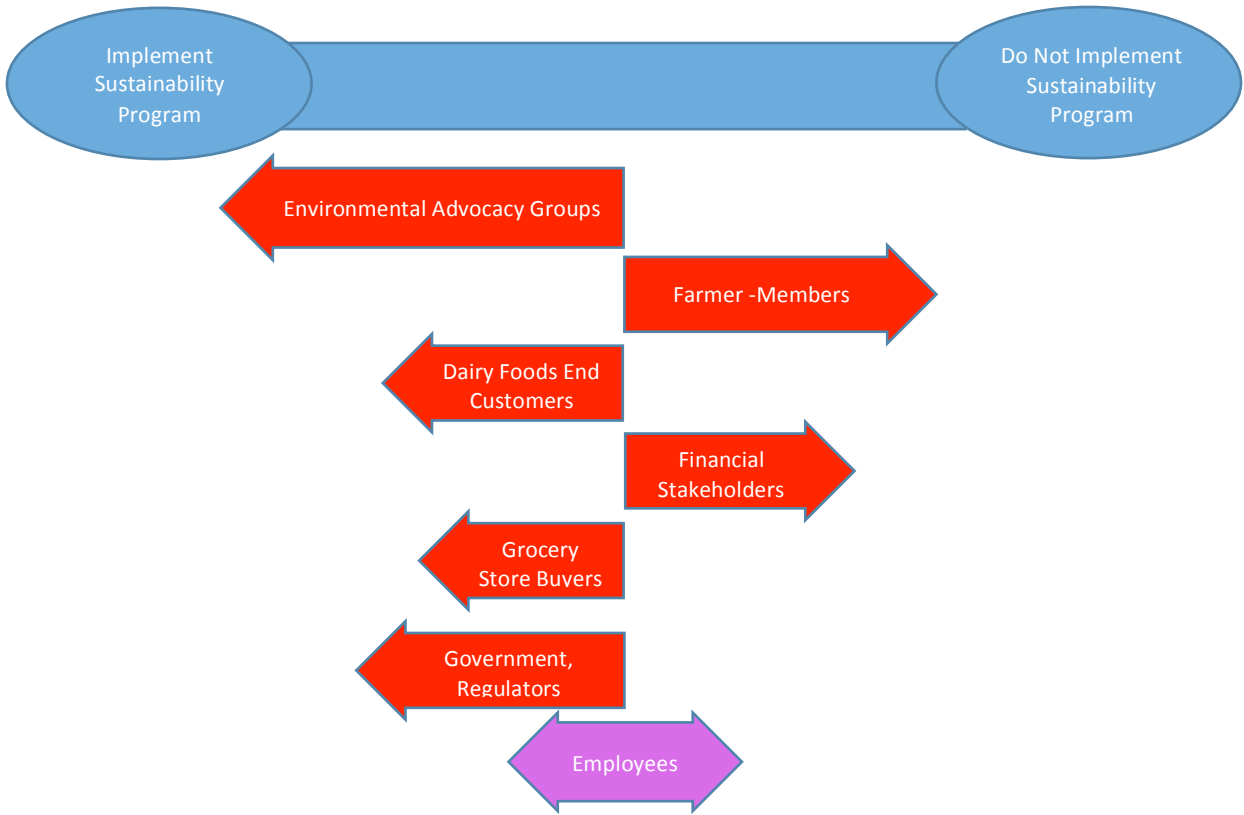 Implement
Sustainability
Program
Do Not Implement
Sustainability
Program
Environmental Advocacy Groups
Farmer -Members
Dairy Foods End
Customers
Financial
Stakeholders
Grocery
Store Buyers
Government,
Regulators
Employees